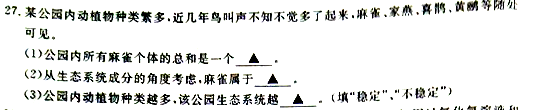 27. 某公园内动植物种类繁多,近几年鸟叫声不知不觉多了起来,麻雀、家燕、喜鹊、黄鹂等随处
可见。
(1)公园内所有麻雀个体的总和是一个 ▲ 。
(2)从生态系统成分的角度考虑,麻雀属于 ▲ 。
(3)公园内动植物种类越多,该公园生态系统越 ▲ 。(填“稳定”、“不稳定”)